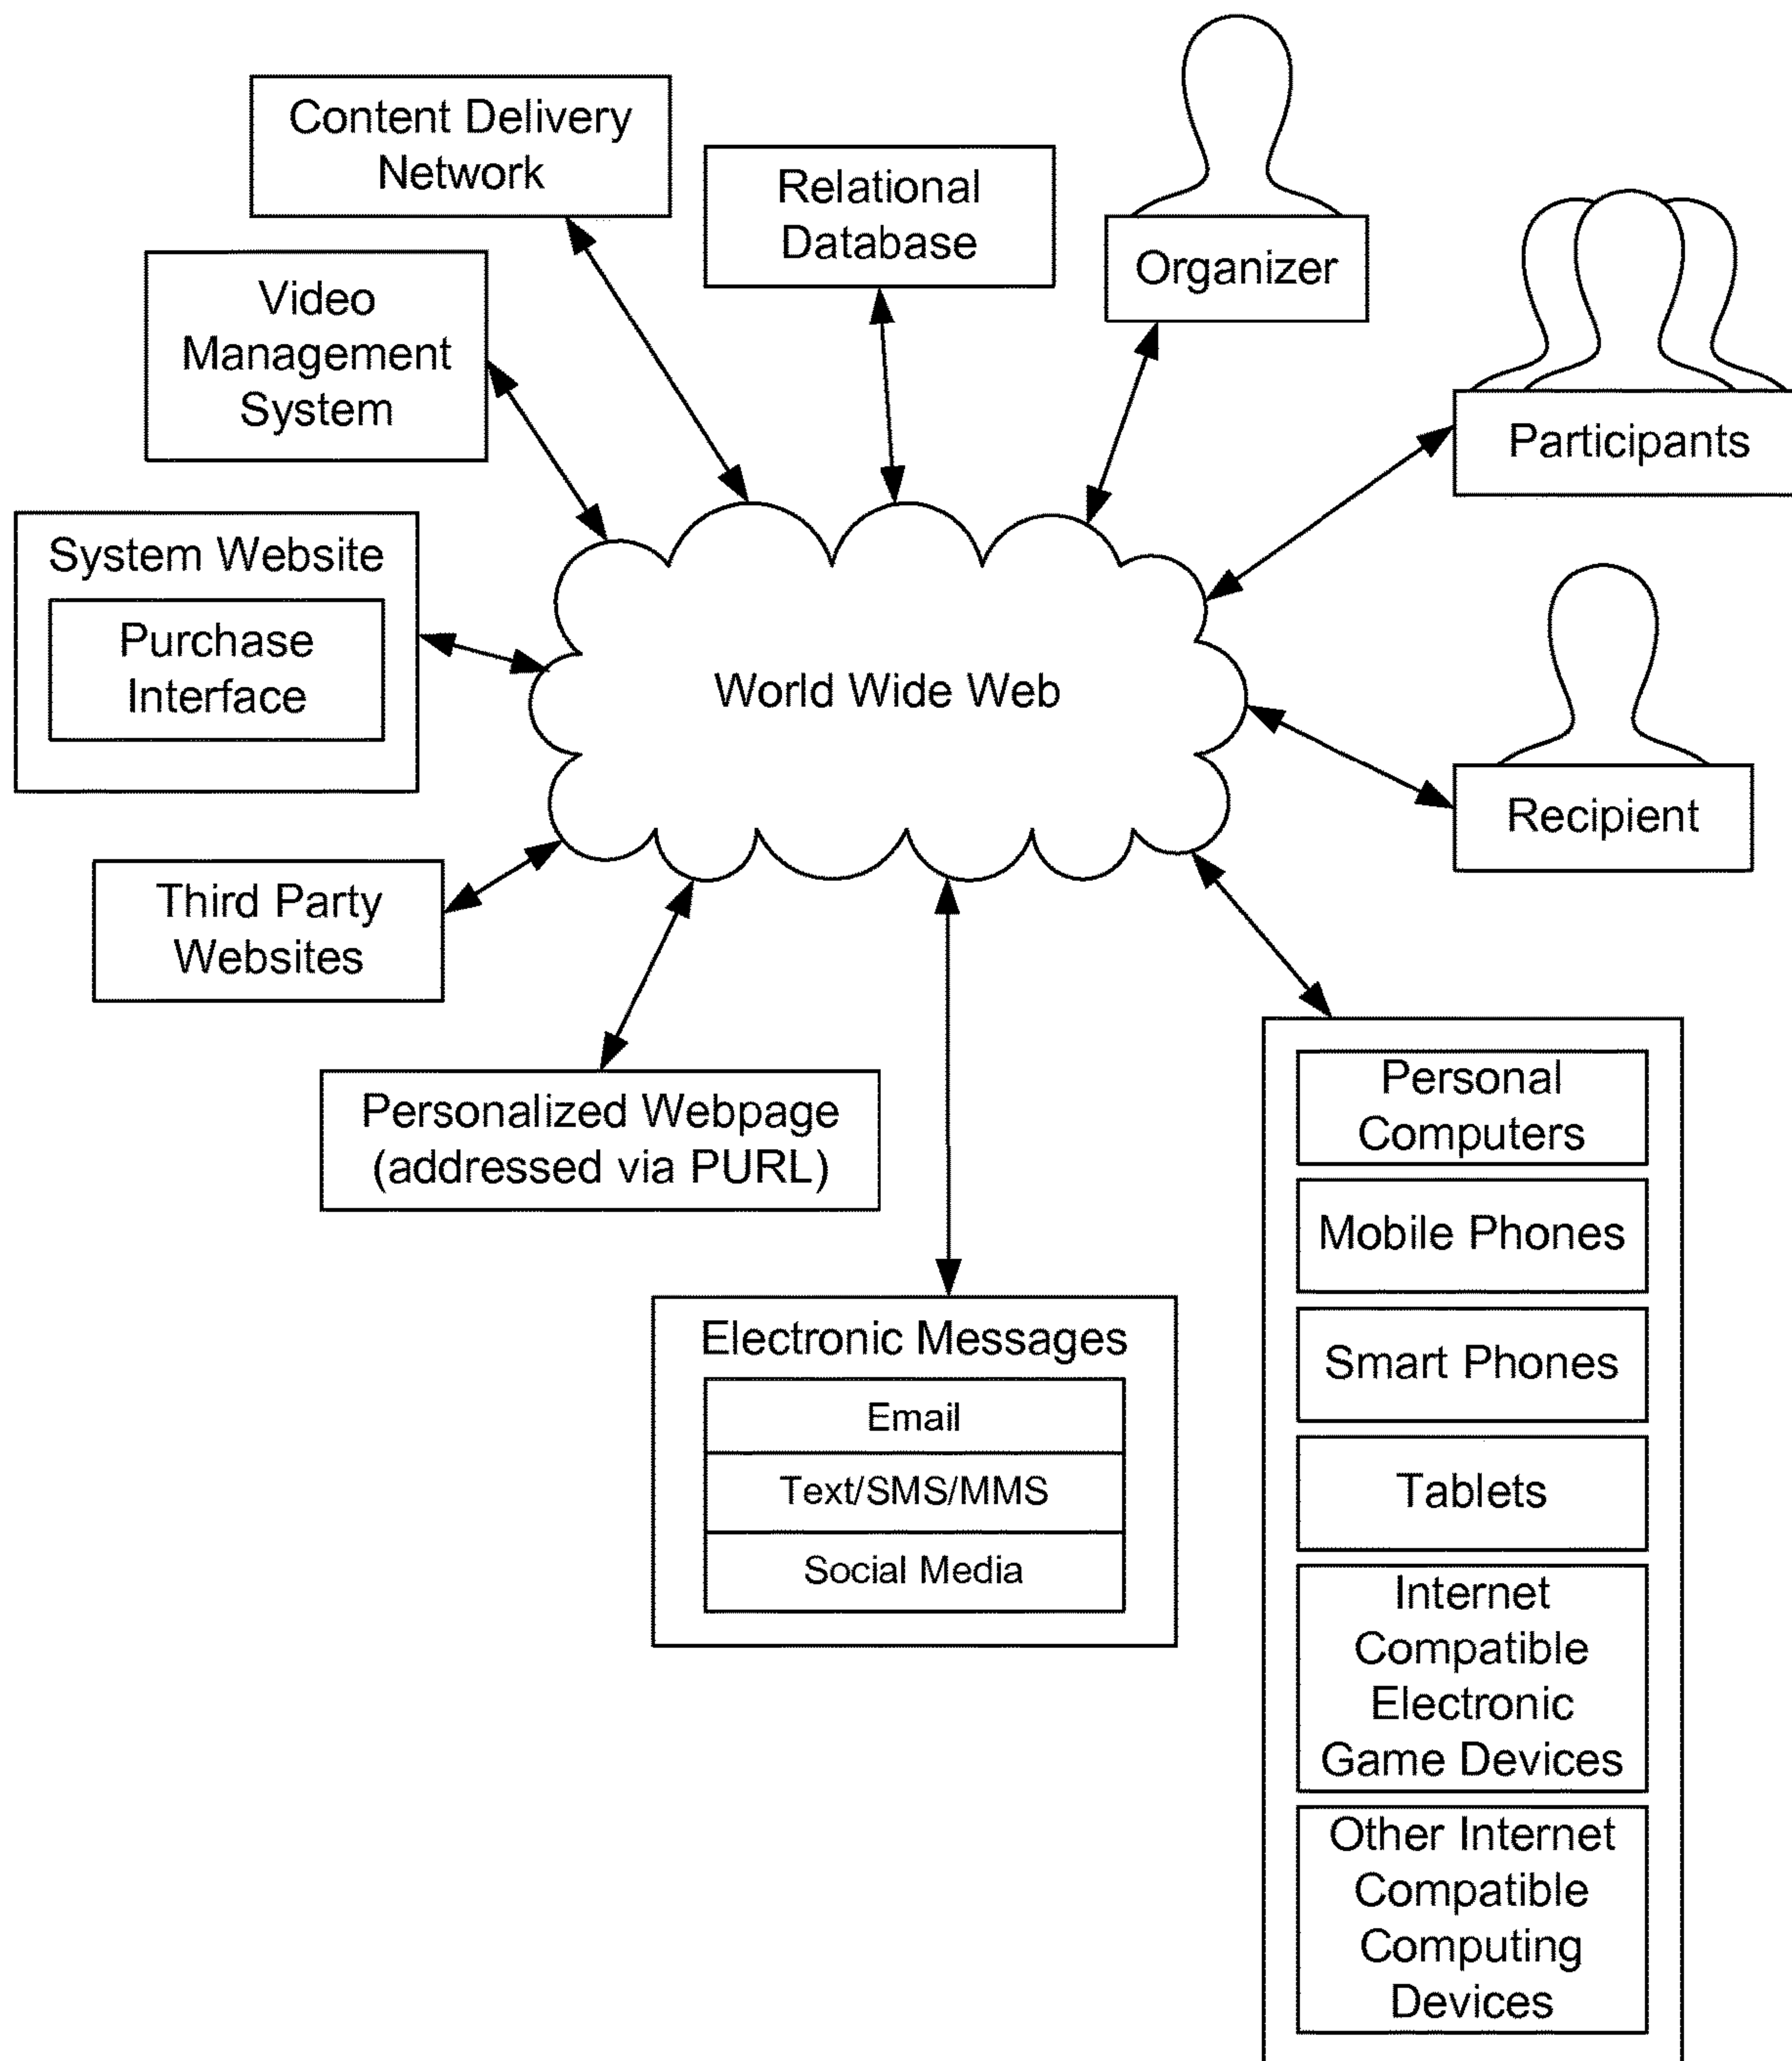 Content Delivery
Network
Relational
Database
Organizer
Video
Management
System
Participants
System Website
Purchase
Interface
World Wide Web
Recipient
Third Party
Websites
Personalized Webpage
(addressed via PURL)
Electronic Messages
Email
Text/SMS/MMS
Social Media
Personal
Computers
Mobile Phones
Smart Phones
Tablets
Internet
Compatible
Electronic
Game Devices
Other Internet
Compatible
Computing
Devices